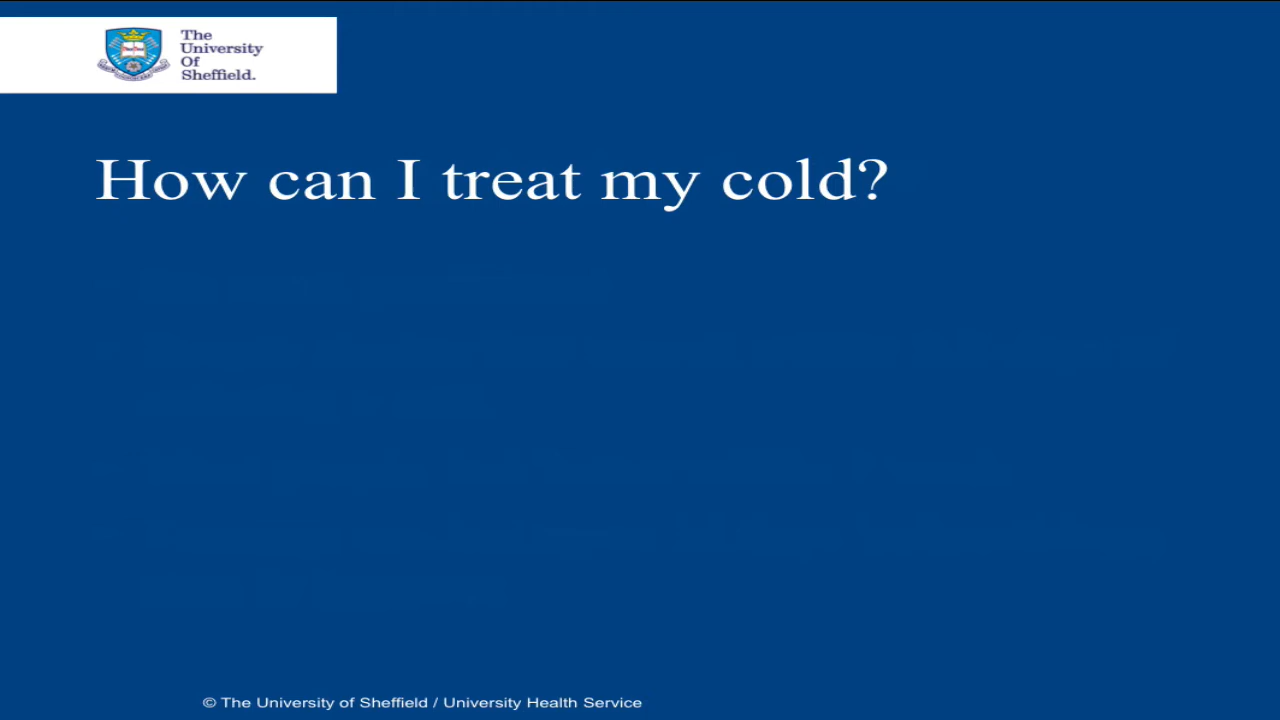 The
University
Of
Sheffield.
How can I treat my cold?
© The University of Sheffield / University Health Service